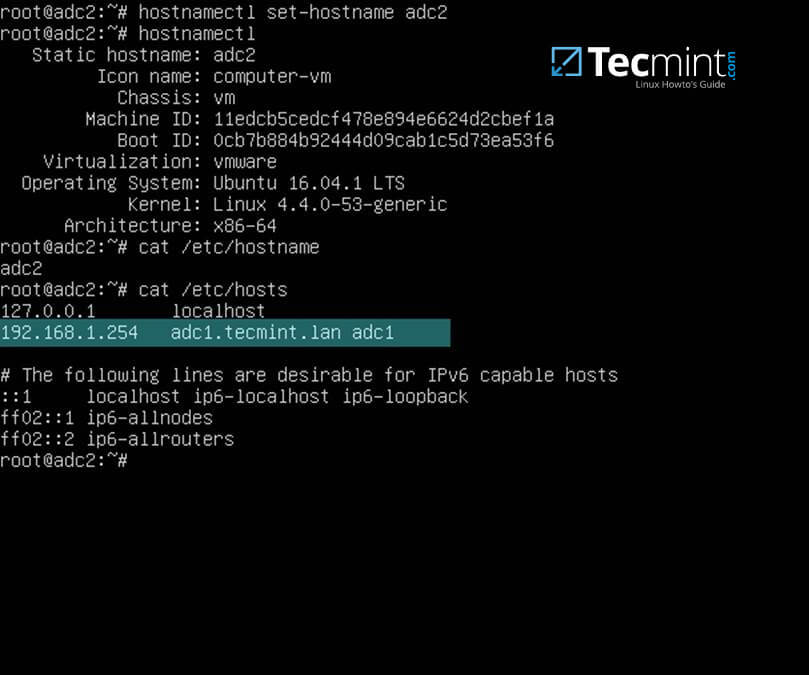 root@adc2:~# hostnamectl set-hostname adc2
root@adc2:~# hostnamectl
   Static hostname: adc2
         Icon name: computer-vm
           Chassis: vm
        Machine ID: 11edcb5cedcf478e894e6624d2cbef1a
           Boot ID: 0cb7b884b92444d09cab1c5d73ea53f6
    Virtualization: vmware
  Operating System: Ubuntu 16.04.1 LTS
            Kernel: Linux 4.4.0-53-generic
      Architecture: x86-64
root@adc2:~# cat /etc/hostname
adc2
root@adc2:~# cat /etc/hosts
127.0.0.1       localhost
192.168.1.254   adc1.tecmint.lan adc1

# The following lines are desirable for IPv6 capable hosts
::1     localhost ip6-localhost ip6-loopback
ff02::1 ip6-allnodes
ff02::2 ip6-allrouters
root@adc2:~#
Tecmint.com
Linux Howto's Guide